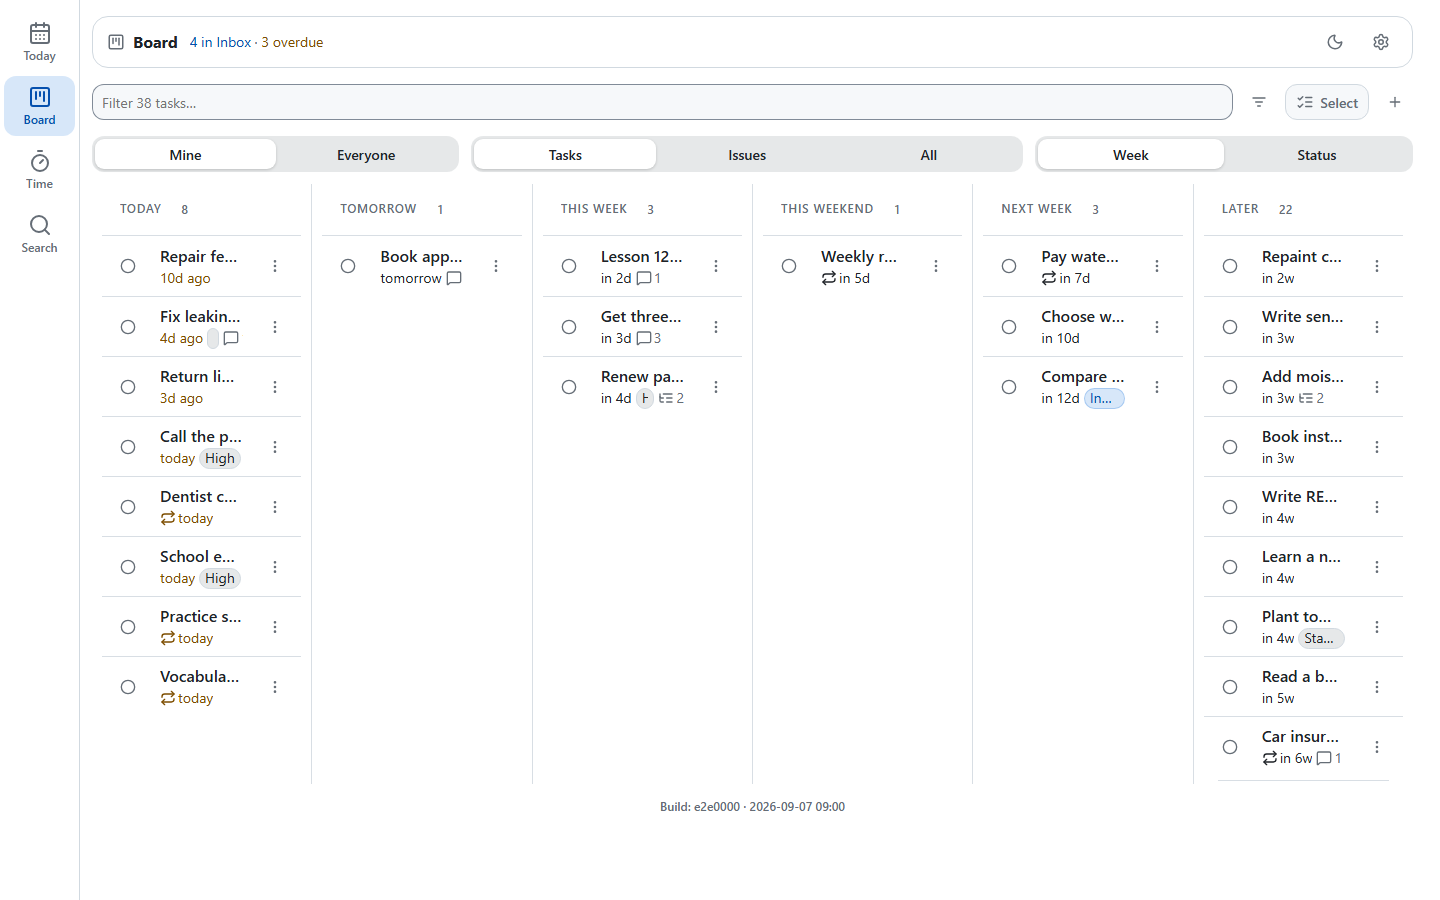 Today
Board
Time
Search
Board 4 in Inbox · 3 overdue
Filter 38 tasks...
Select
Mine Everyone
Tasks Issues All
Week Status
TODAY 8
Repair fe...
10d ago
Fix leakin...
4d ago
Return li...
3d ago
Call the p...
today High
Dentist c...
today
School e...
today High
Practice s...
today
Vocabula...
today
TOMORROW 1
Book app...
tomorrow
THIS WEEK 3
Lesson 12...
in 2d 1
Get three...
in 3d 3
Renew pa...
in 4d 2
THIS WEEKEND 1
Weekly r...
in 5d
NEXT WEEK 3
Pay wate...
in 7d
Choose w...
in 10d
Compare ...
in 12d In...
LATER 22
Repaint c...
in 2w
Write sen...
in 3w
Add mois...
in 3w 2
Book inst...
in 3w
Write RE...
in 4w
Learn a n...
in 4w
Plant to...
in 4w Sta...
Read a b...
in 5w
Car insur...
in 6w 1
Build: e2e0000 · 2026-09-07 09:00